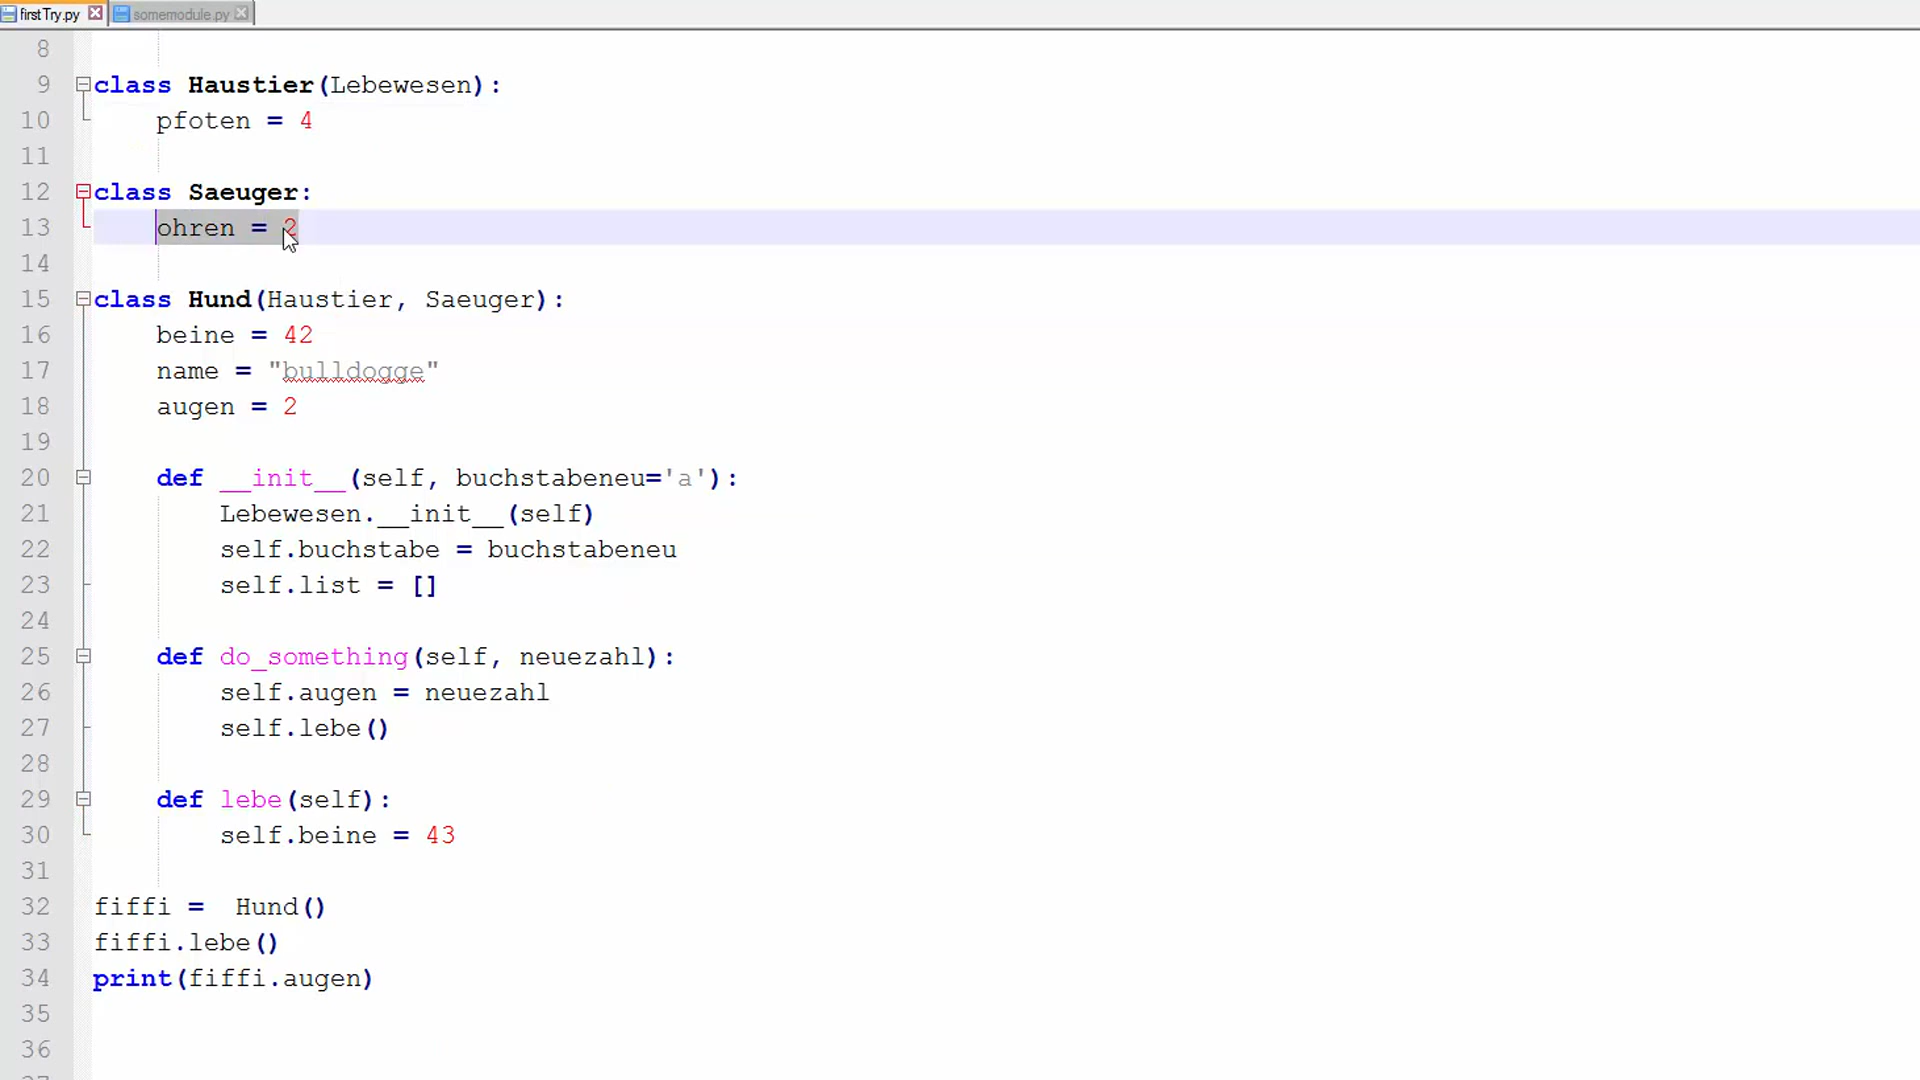 firstTry.py somemodule.py
8
9 class Haustier(Lebewesen):
10 pfoten = 4
11
12 class Saeuger:
13 ohren = 2
14
15 class Hund(Haustier, Saeuger):
16 beine = 42
17 name = "bulldogge"
18 augen = 2
19
20 def __init__(self, buchstabeneu='a'):
21 Lebewesen.__init__(self)
22 self.buchstabe = buchstabeneu
23 self.list = []
24
25 def do_something(self, neuezahl):
26 self.augen = neuezahl
27 self.lebe()
28
29 def lebe(self):
30 self.beine = 43
31
32 fiffi =  Hund()
33 fiffi.lebe()
34 print(fiffi.augen)
35
36